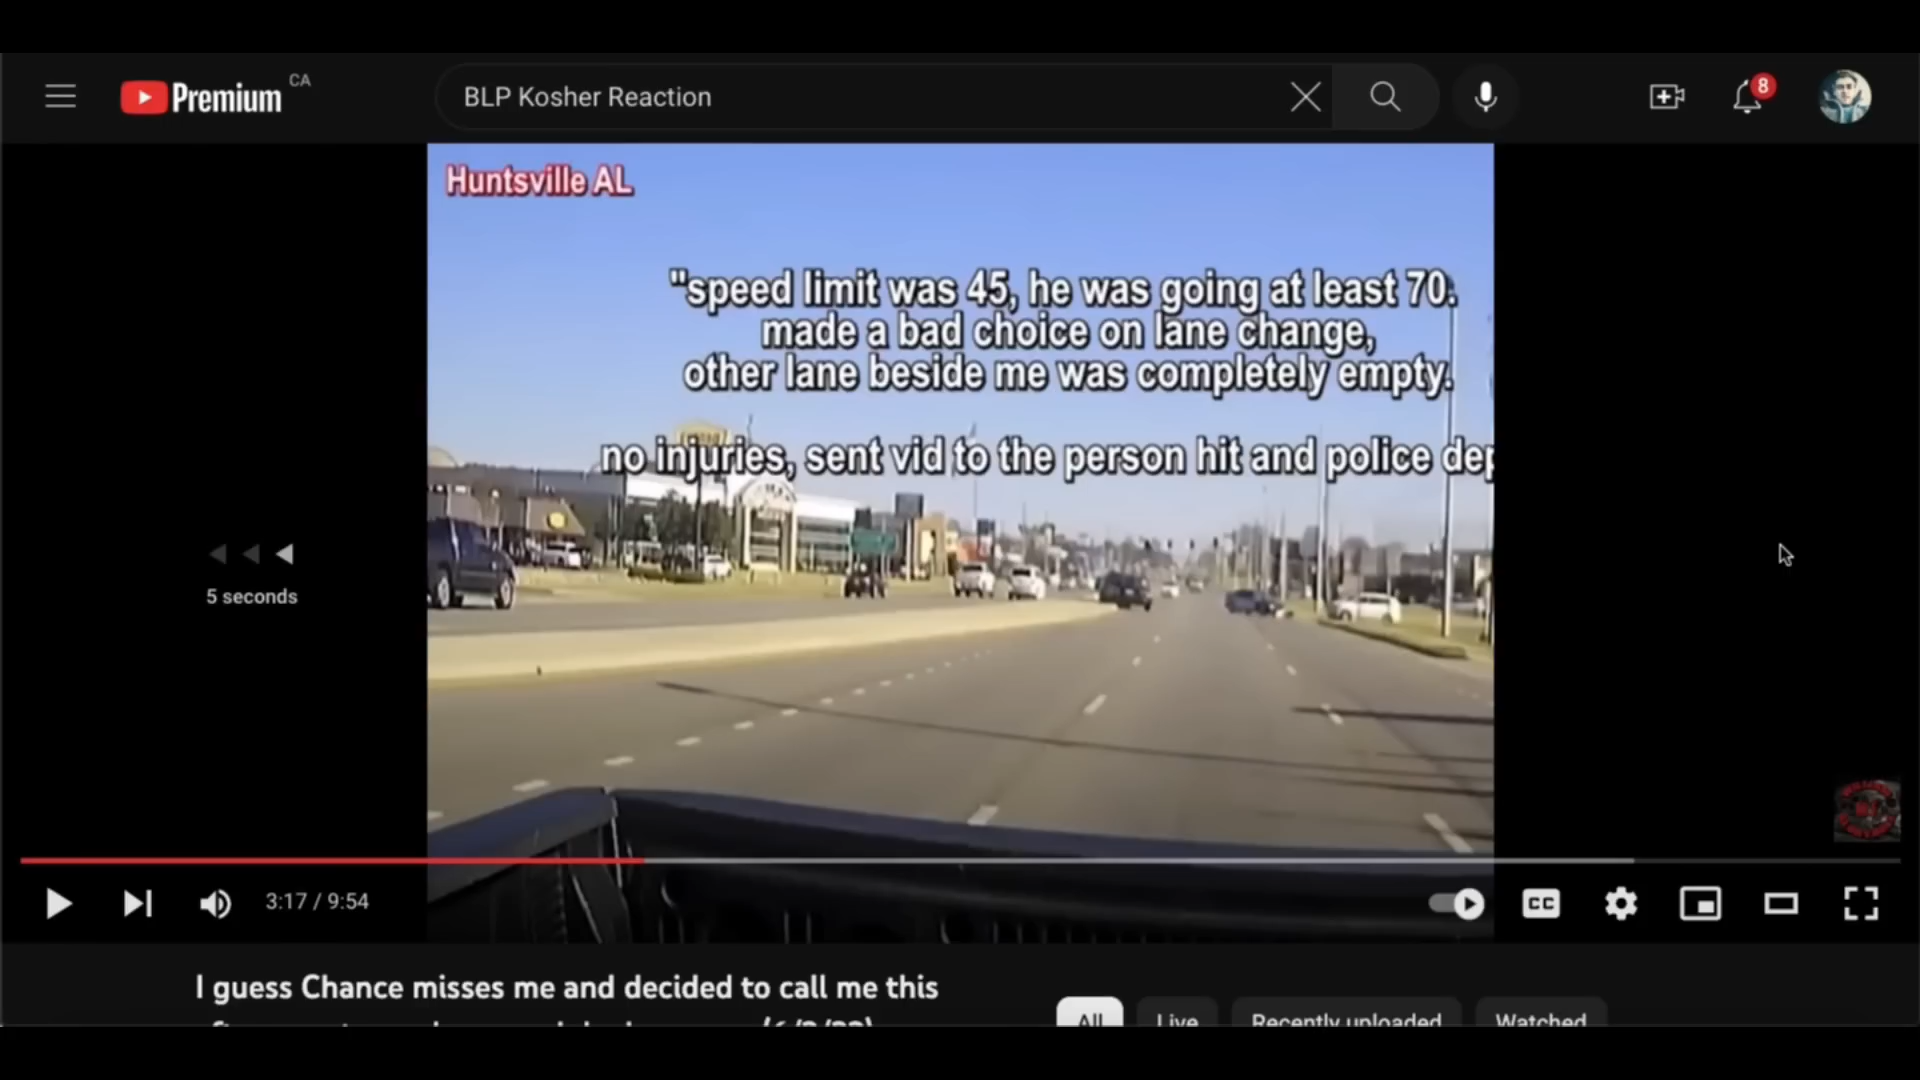 Premium CA
BLP Kosher Reaction
8
Huntsville AL
"speed limit was 45, he was going at least 70.
made a bad choice on lane change,
other lane beside me was completely empty.
no injuries, sent vid to the person hit and police dep
5 seconds
3:17 / 9:54
CC
I guess Chance misses me and decided to call me this
All Live Recently uploaded Watched